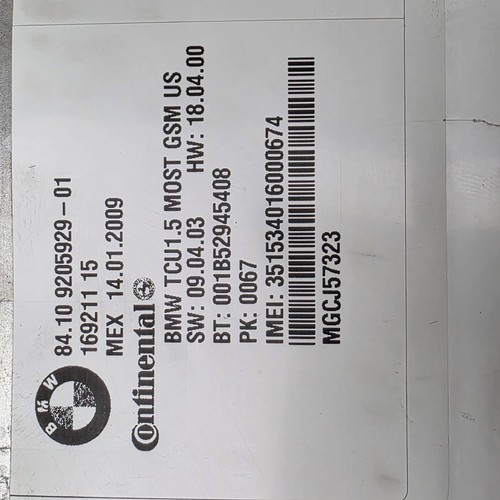 BMW
84.10 9205929-01
169211 15
MEX 14.01.2009
Continental
BMW TCU1.5 MOST GSM US
SW: 09.04.03 HW: 18.04.00
BT: 001B52945408
PK: 0067
IMEI: 351534016000674
MGCJ57323